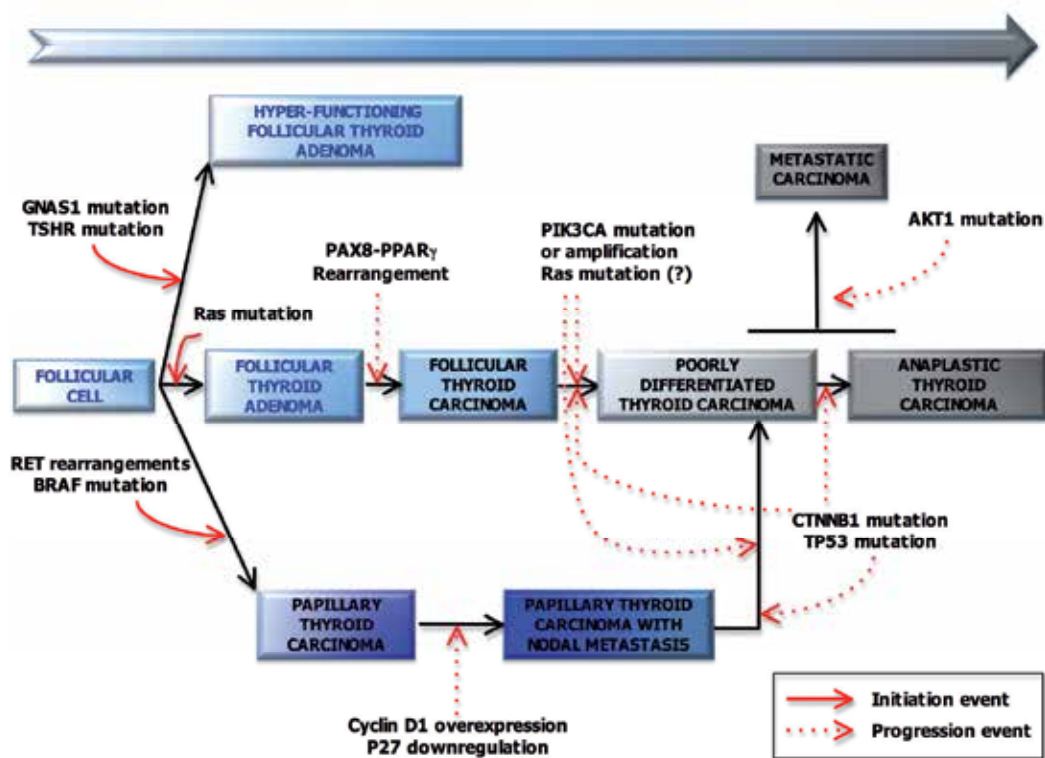 HYPER-FUNCTIONING
FOLLICULAR THYROID
ADENOMA
METASTATIC
CARCINOMA
GNAS1 mutation
TSHR mutation
PAX8-PPARγ
Rearrangement
PIK3CA mutation
or amplification
Ras mutation (?)
AKT1 mutation
Ras mutation
FOLLICULAR
CELL
FOLLICULAR
THYROID
ADENOMA
FOLLICULAR
THYROID
CARCINOMA
POORLY
DIFFERENTIATED
THYROID CARCINOMA
ANAPLASTIC
THYROID
CARCINOMA
RET rearrangements
BRAF mutation
CTNNB1 mutation
TP53 mutation
PAPILLARY
THYROID
CARCINOMA
PAPILLARY THYROID
CARCINOMA WITH
NODAL METASTASIS
Cyclin D1 overexpression
P27 downregulation
Initiation event
Progression event